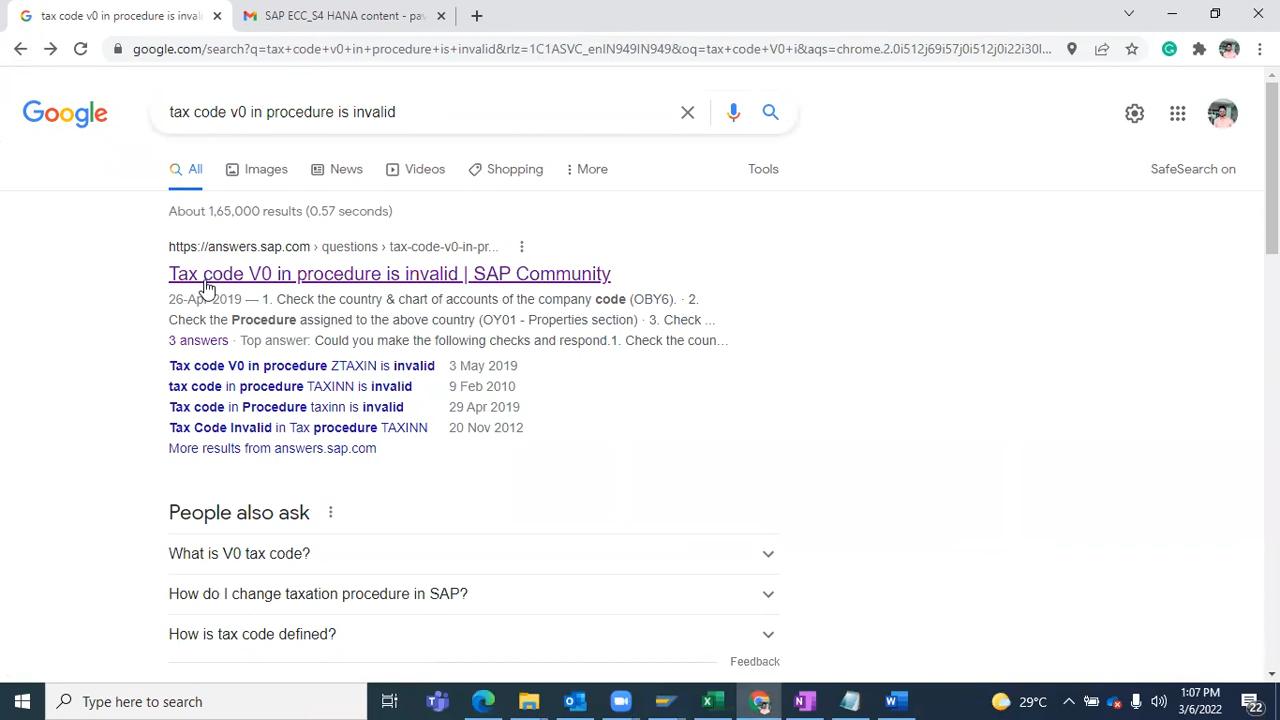 tax code v0 in procedure is invali
SAP ECC_S4 HANA content - pav
google.com/search?q=tax+code+v0+in+procedure+is+invalid&rlz=1C1ASVC_enIN949IN949&oq=tax+code+V0+i&aqs=chrome.2.0i512j69i57j0i512j0i22i30l...
Google
tax code v0 in procedure is invalid
All
Images
News
Videos
Shopping
More
Tools
SafeSearch on
About 1,65,000 results (0.57 seconds)
https://answers.sap.com › questions › tax-code-v0-in-pr...
Tax code V0 in procedure is invalid | SAP Community
26-Apr-2019 — 1. Check the country & chart of accounts of the company code (OBY6). · 2.
Check the Procedure assigned to the above country (OY01 - Properties section) · 3. Check ...
3 answers · Top answer: Could you make the following checks and respond.1. Check the coun...
Tax code V0 in procedure ZTAXIN is invalid 3 May 2019
tax code in procedure TAXINN is invalid 9 Feb 2010
Tax code in Procedure taxinn is invalid 29 Apr 2019
Tax Code Invalid in Tax procedure TAXINN 20 Nov 2012
More results from answers.sap.com
People also ask
What is V0 tax code?
How do I change taxation procedure in SAP?
How is tax code defined?
Feedback
Type here to search
29°C
1:07 PM
3/6/2022
22